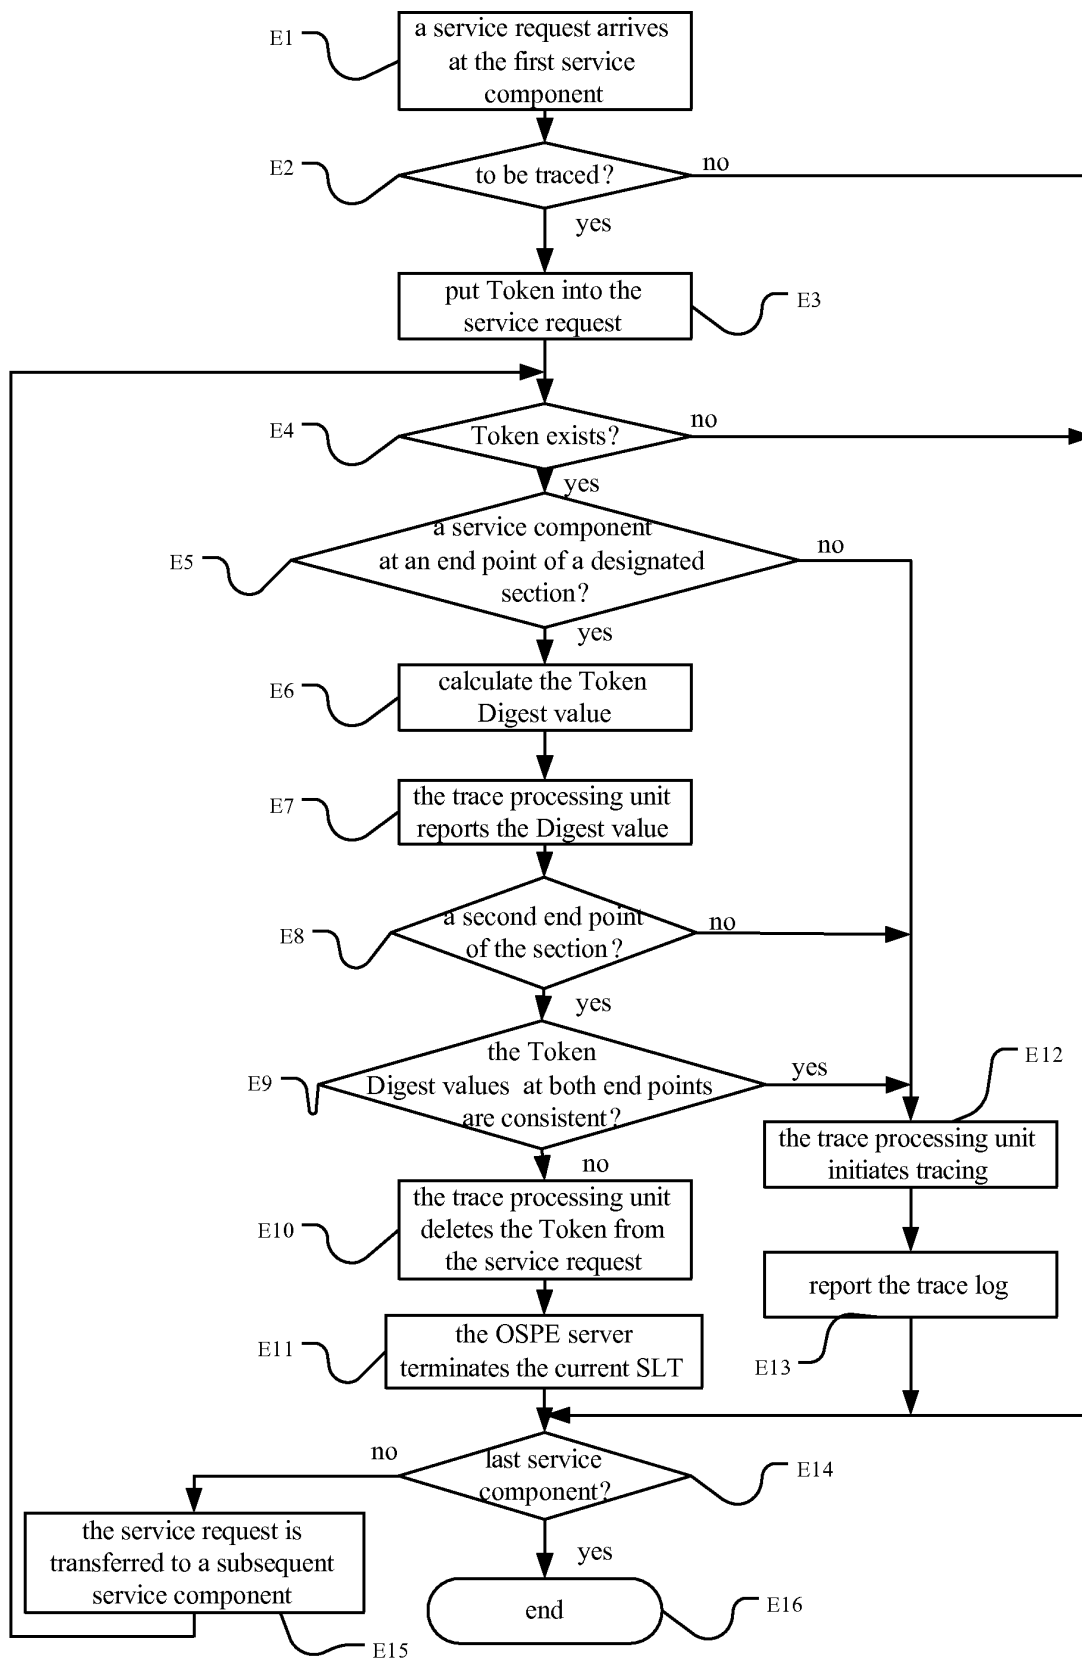 E1
a service request arrives
at the first service
component
E2
to be traced?
no
yes
put Token into the
service request
E3
E4
Token exists?
no
yes
E5
a service component
at an end point of a designated
section?
no
yes
E6
calculate the Token
Digest value
E7
the trace processing unit
reports the Digest value
E8
a second end point
of the section?
no
yes
E9
the Token
Digest values at both end points
are consistent?
yes
no
E12
the trace processing unit
initiates tracing
E10
the trace processing unit
deletes the Token from
the service request
report the trace log
E13
E11
the OSPE server
terminates the current SLT
no
last service
component?
E14
yes
the service request is
transferred to a subsequent
service component
E15
end
E16